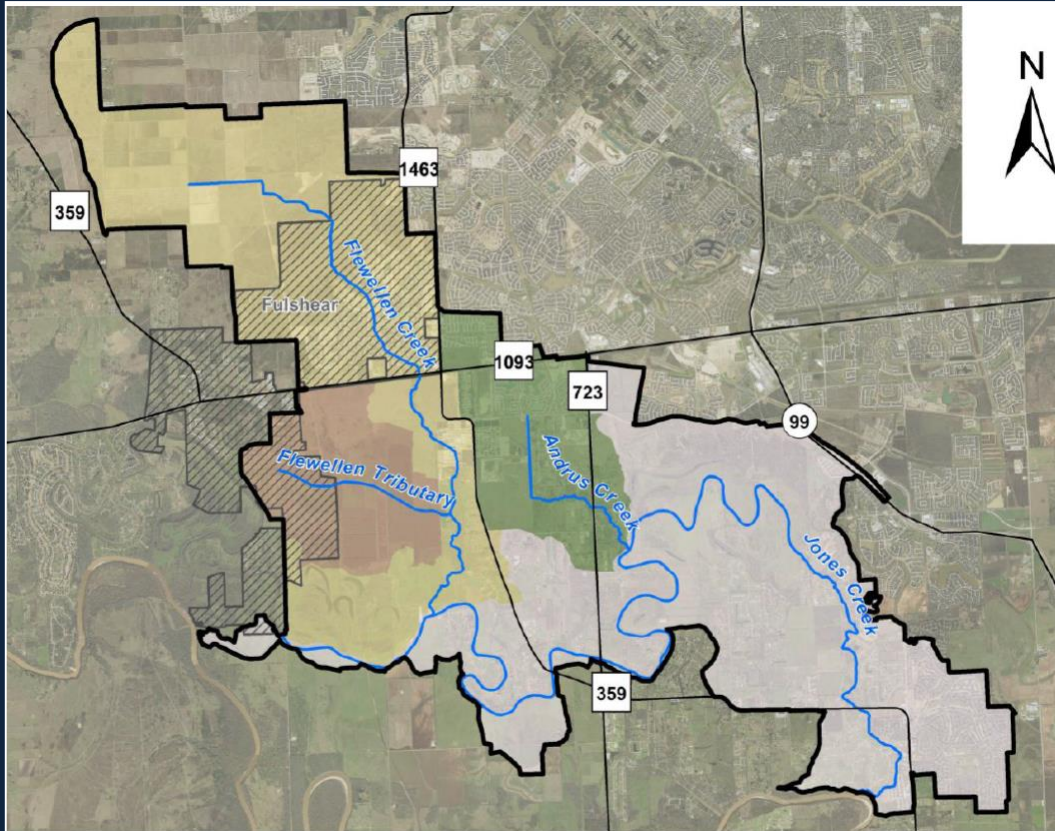 N
1463
359
Flewellen Creek
Fulshear
1093
723
99
Flewellen Tributary
Andrus Creek
Jones Creek
359